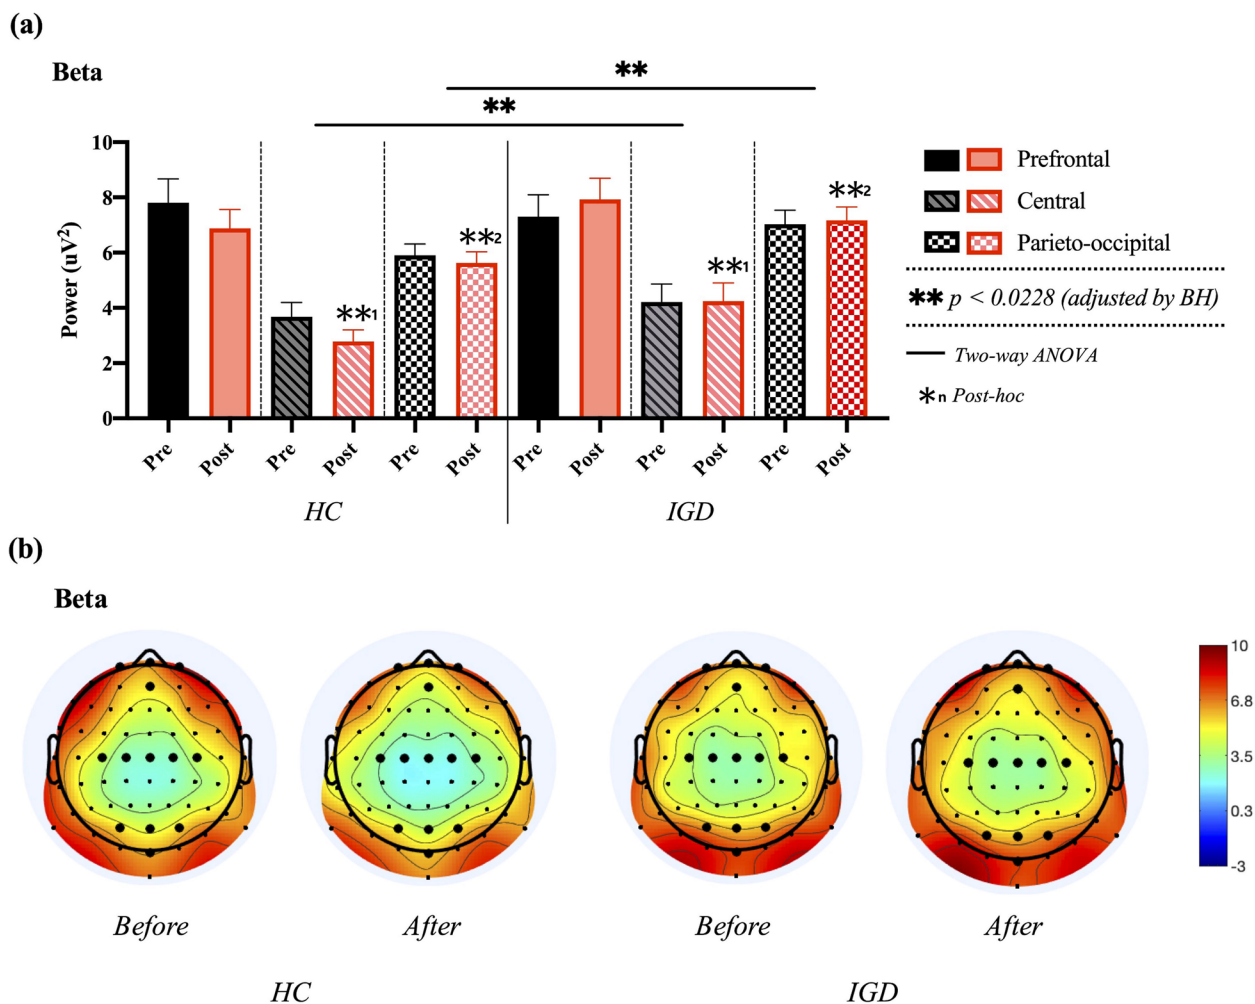 (a)
Beta
**
**
Power (uV²)
10
8
6
4
2
0
**1
**2
**1
**2
Pre
Post
Pre
Post
Pre
Post
Pre
Post
Pre
Post
Pre
Post
HC
IGD
Prefrontal
Central
Parieto-occipital
** p < 0.0228 (adjusted by BH)
Two-way ANOVA
*n Post-hoc
(b)
Beta
10
6.8
3.5
0.3
-3
Before
After
Before
After
HC
IGD